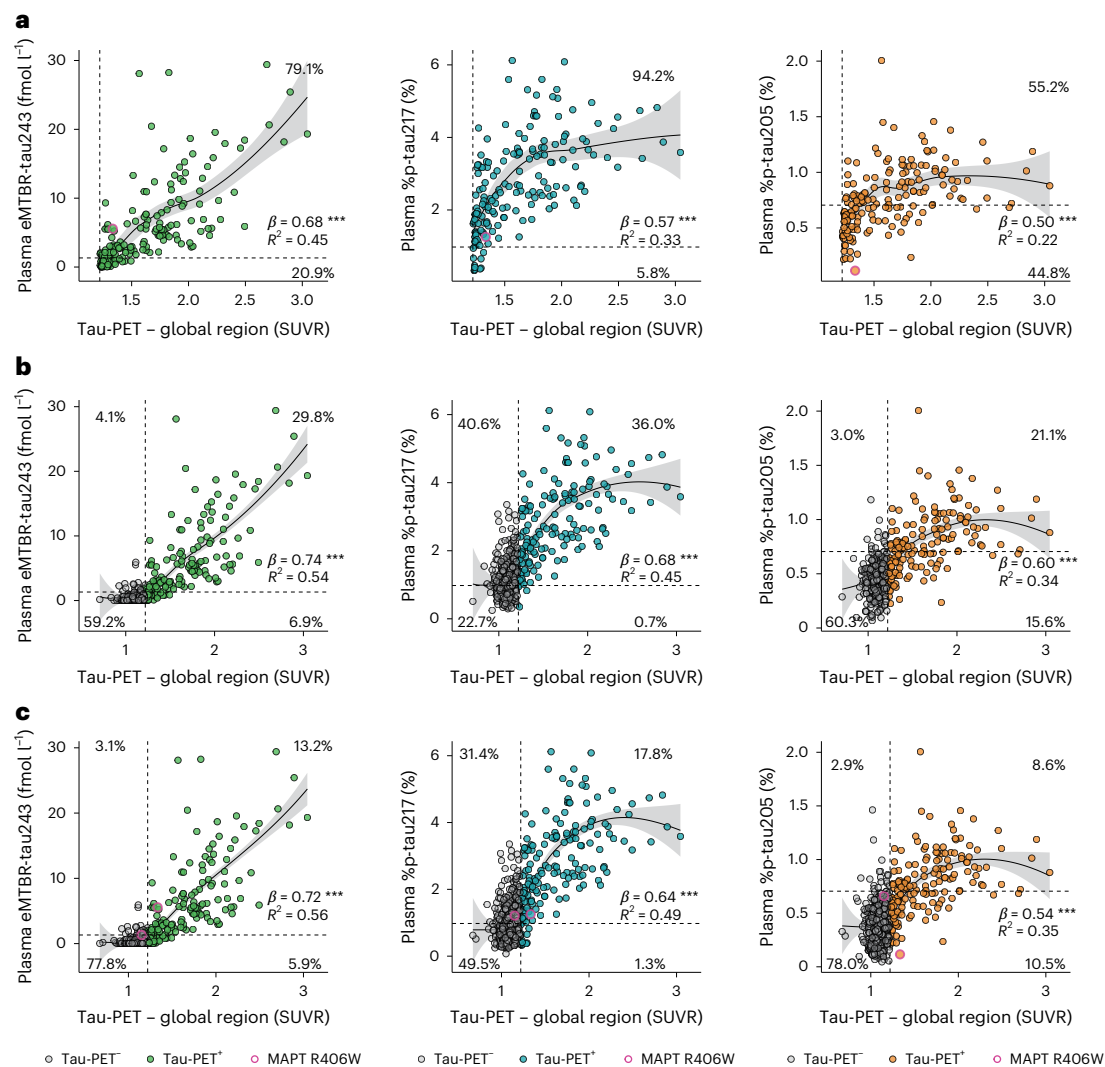 a
Plasma eMTBR-tau243 (fmol l⁻¹)
30
20
10
0
79.1%
β = 0.68 ***
R² = 0.45
20.9%
1.5 2.0 2.5 3.0
Tau-PET – global region (SUVR)
Plasma %p-tau217 (%)
6
4
2
94.2%
β = 0.57 ***
R² = 0.33
5.8%
1.5 2.0 2.5 3.0
Tau-PET – global region (SUVR)
Plasma %p-tau205 (%)
2.0
1.5
1.0
0.5
55.2%
β = 0.50 ***
R² = 0.22
44.8%
1.5 2.0 2.5 3.0
Tau-PET – global region (SUVR)
b
Plasma eMTBR-tau243 (fmol l⁻¹)
30
20
10
0
4.1% 29.8%
β = 0.74 ***
R² = 0.54
59.2% 6.9%
1 2 3
Tau-PET – global region (SUVR)
Plasma %p-tau217 (%)
6
4
2
0
40.6% 36.0%
β = 0.68 ***
R² = 0.45
22.7% 0.7%
1 2 3
Tau-PET – global region (SUVR)
Plasma %p-tau205 (%)
2.0
1.5
1.0
0.5
0
3.0% 21.1%
β = 0.60 ***
R² = 0.34
60.3% 15.6%
1 2 3
Tau-PET – global region (SUVR)
c
Plasma eMTBR-tau243 (fmol l⁻¹)
30
20
10
0
3.1% 13.2%
β = 0.72 ***
R² = 0.56
77.8% 5.9%
1 2 3
Tau-PET – global region (SUVR)
Plasma %p-tau217 (%)
6
4
2
0
31.4% 17.8%
β = 0.64 ***
R² = 0.49
49.5% 1.3%
1 2 3
Tau-PET – global region (SUVR)
Plasma %p-tau205 (%)
2.0
1.5
1.0
0.5
0
2.9% 8.6%
β = 0.54 ***
R² = 0.35
78.0% 10.5%
1 2 3
Tau-PET – global region (SUVR)
Tau-PET⁻ Tau-PET⁺ MAPT R406W
Tau-PET⁻ Tau-PET⁺ MAPT R406W
Tau-PET⁻ Tau-PET⁺ MAPT R406W